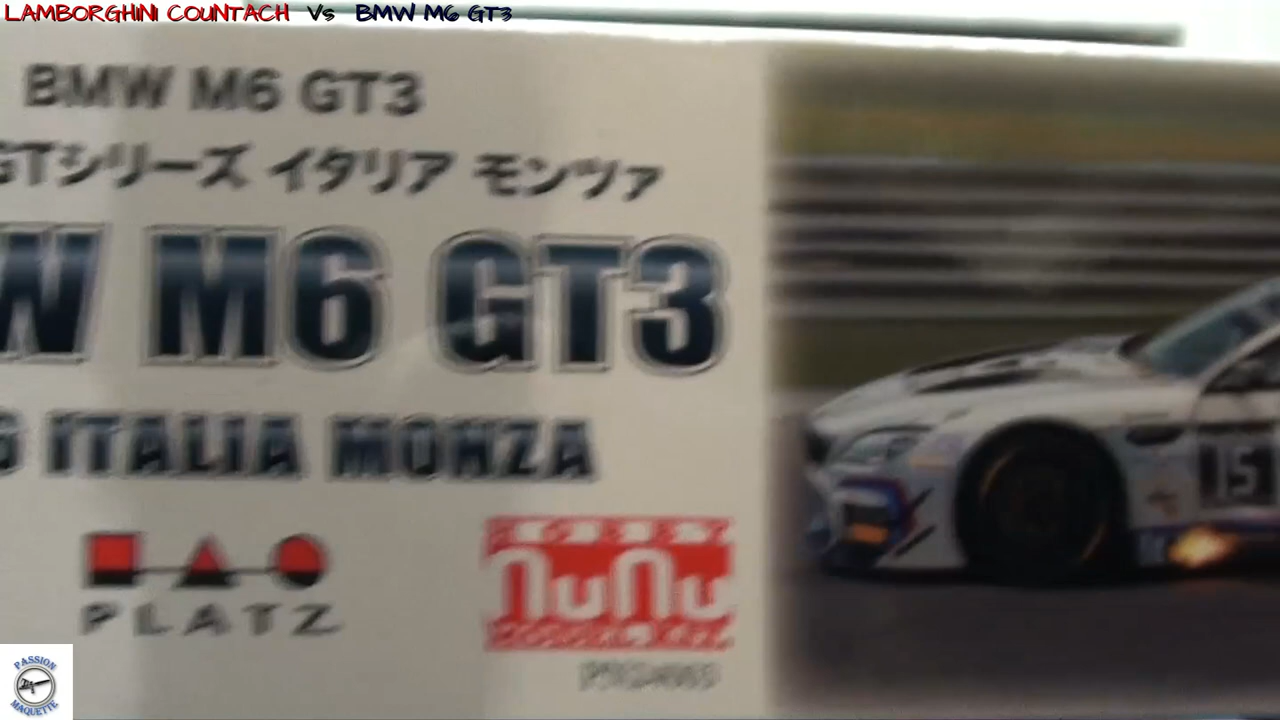 LAMBORGHINI COUNTACH Vs BMW M6 GT3
BMW M6 GT3
GTシリーズ イタリア モンツァ
W M6 GT3
ITALIA MONZA
PLATZ
NuNu
15
PASSION
MAQUETTE